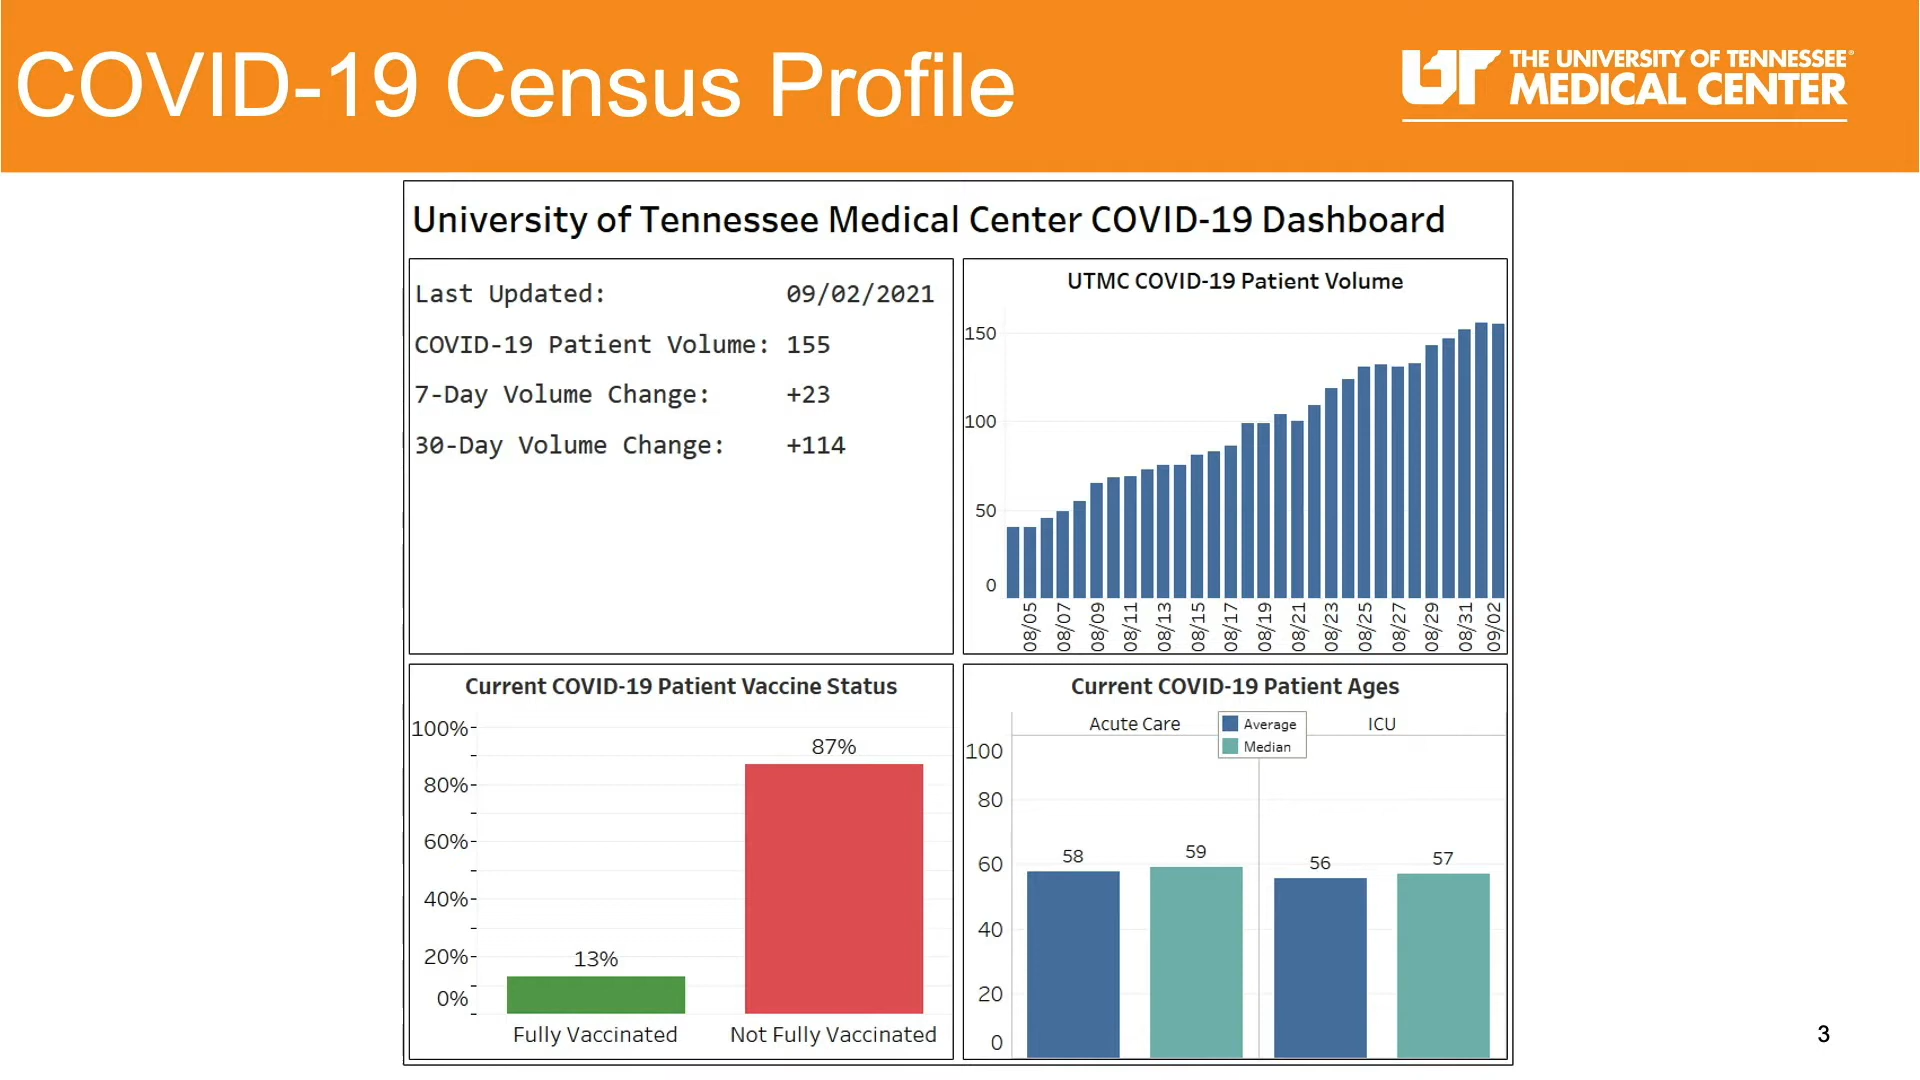 COVID-19 Census Profile
THE UNIVERSITY OF TENNESSEE®
MEDICAL CENTER
University of Tennessee Medical Center COVID-19 Dashboard
Last Updated: 09/02/2021
COVID-19 Patient Volume: 155
7-Day Volume Change: +23
30-Day Volume Change: +114
UTMC COVID-19 Patient Volume
150
100
50
0
08/05 08/07 08/09 08/11 08/13 08/15 08/17 08/19 08/21 08/23 08/25 08/27 08/29 08/31 09/02
Current COVID-19 Patient Vaccine Status
100%
87%
80%
60%
40%
20%
13%
0%
Fully Vaccinated Not Fully Vaccinated
Current COVID-19 Patient Ages
Acute Care ICU
Average
Median
100
80
60
58 59 56 57
40
20
0
3